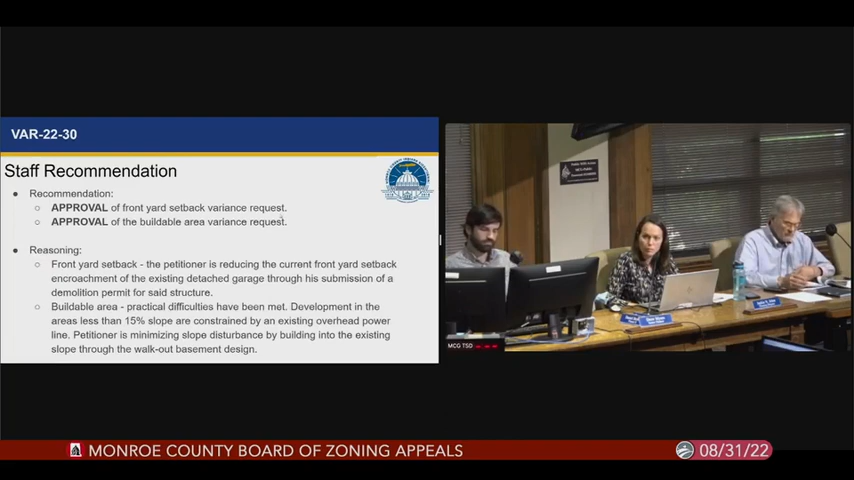 VAR-22-30
Staff Recommendation
● Recommendation:
○ APPROVAL of front yard setback variance request.
○ APPROVAL of the buildable area variance request.
● Reasoning:
○ Front yard setback - the petitioner is reducing the current front yard setback
encroachment of the existing detached garage through his submission of a
demolition permit for said structure.
○ Buildable area - practical difficulties have been met. Development in the
areas less than 15% slope are constrained by an existing overhead power
line. Petitioner is minimizing slope disturbance by building into the existing
slope through the walk-out basement design.
MCG TSD
MONROE COUNTY BOARD OF ZONING APPEALS
08/31/22